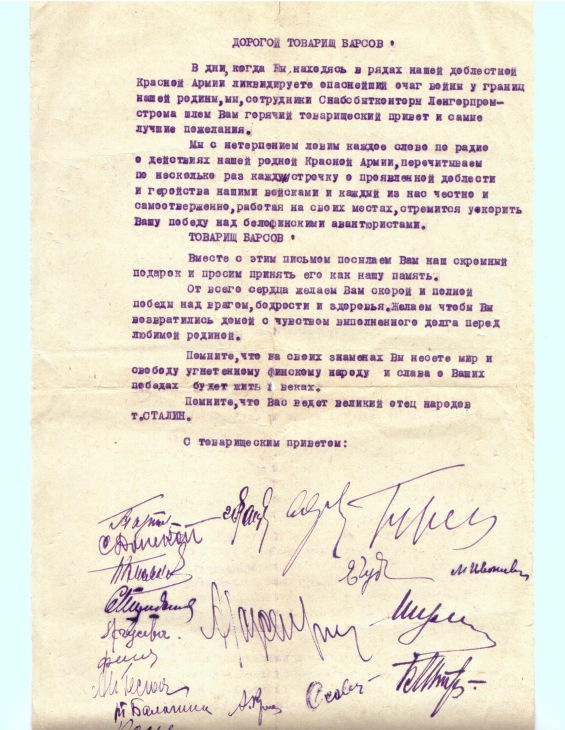 ДОРОГОЙ ТОВАРИЩ БАРСОВ !
В дни, когда Вы, находясь в рядах нашей доблестной
Красной Армии ликвидируете опаснейший очаг войны у границ
нашей родины, мы, сотрудники Снабсбытконторы Ленгорпром-
строма шлем Вам горячий товарищеский привет и самые
лучшие пожелания.
Мы с нетерпением ловим каждое слово по радио
о действиях нашей родной Красной Армии, перечитываем
по несколько раз каждую строчку о проявленной доблести
и геройства нашими войсками и каждый из нас честно и
самоотверженно, работая на своих местах, стремится ускорить
Вашу победу над белофинскими авантюристами.
ТОВАРИЩ БАРСОВ !
Вместе с этим письмом посылаем Вам наш скромный
подарок и просим принять его как нашу память.
От всего сердца желаем Вам скорой и полной
победы над врагом, бодрости и здоровья. Желаем чтобы Вы
возвратились домой с чувством выполненного долга перед
любимой родиной.
Помните, что на своих знаменах Вы несете мир и
свободу угнетенному финскому народу и слава о Ваших
победах будет жить в веках.
Помните, что Вас ведет великий отец народов
т. СТАЛИН.
С товарищеским приветом:
Балагина